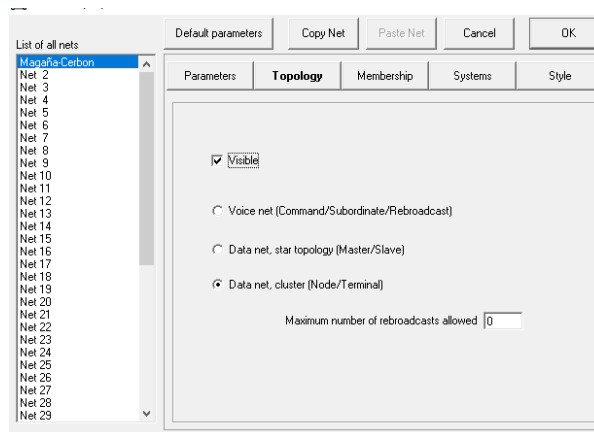 Default parameters Copy Net Paste Net Cancel OK
List of all nets
Magaña-Cerbon
Net 2
Net 3
Net 4
Net 5
Net 6
Net 7
Net 8
Net 9
Net 10
Net 11
Net 12
Net 13
Net 14
Net 15
Net 16
Net 17
Net 18
Net 19
Net 20
Net 21
Net 22
Net 23
Net 24
Net 25
Net 26
Net 27
Net 28
Net 29
Parameters Topology Membership Systems Style
Visible
Voice net (Command/Subordinate/Rebroadcast)
Data net, star topology (Master/Slave)
Data net, cluster (Node/Terminal)
Maximum number of rebroadcasts allowed 0